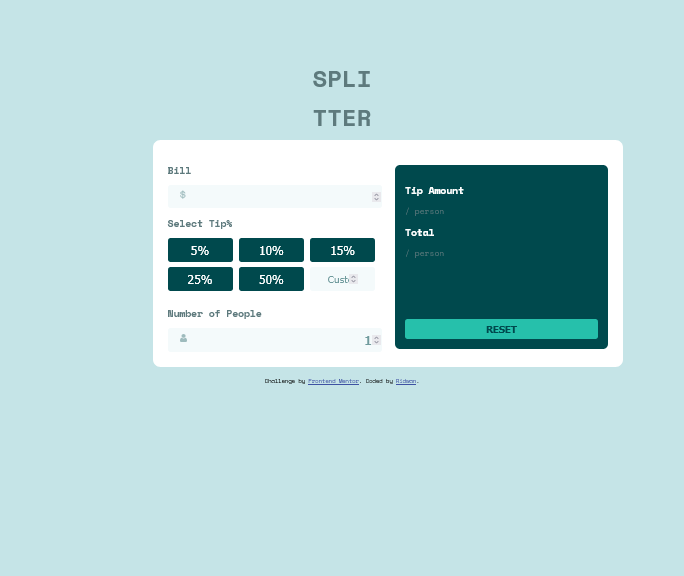 SPLI
TTER
Bill
$
Select Tip%
5% 10% 15%
25% 50% Cust
Number of People
1
Tip Amount
/ person
Total
/ person
RESET
Challenge by Frontend Mentor. Coded by Ridwan.